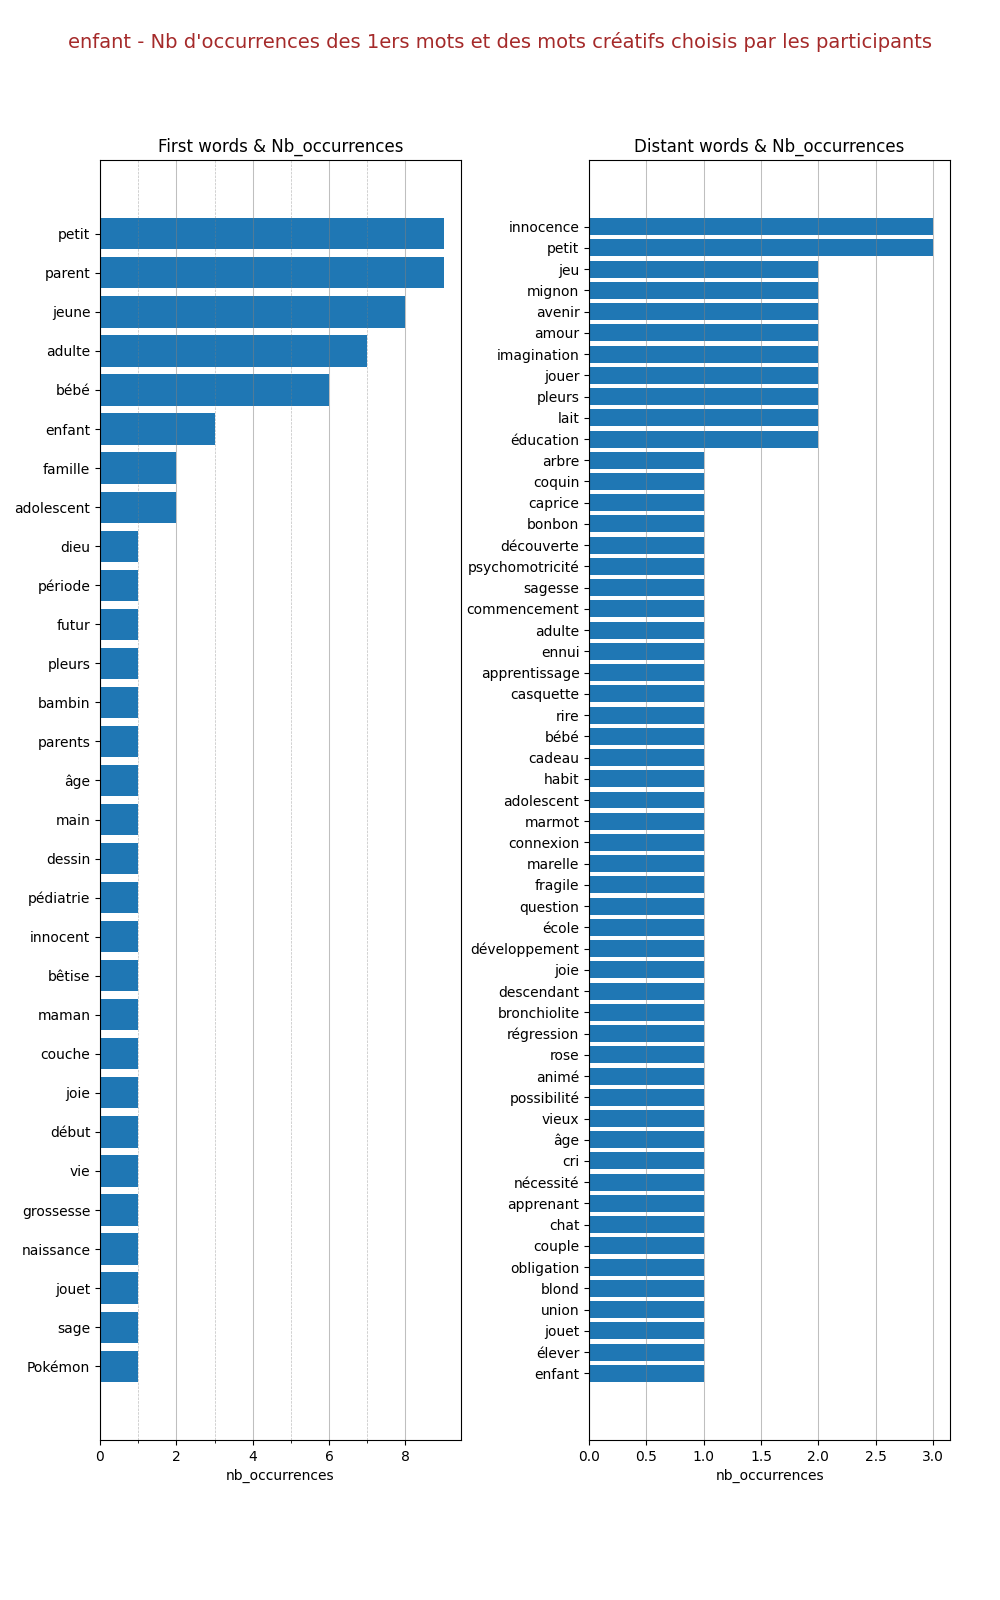 enfant - Nb d'occurrences des 1ers mots et des mots créatifs choisis par les participants
First words & Nb_occurrences
petit
parent
jeune
adulte
bébé
enfant
famille
adolescent
dieu
période
futur
pleurs
bambin
parents
âge
main
dessin
pédiatrie
innocent
bêtise
maman
couche
joie
début
vie
grossesse
naissance
jouet
sage
Pokémon
0 2 4 6 8
nb_occurrences
Distant words & Nb_occurrences
innocence
petit
jeu
mignon
avenir
amour
imagination
jouer
pleurs
lait
éducation
arbre
coquin
caprice
bonbon
découverte
psychomotricité
sagesse
commencement
adulte
ennui
apprentissage
casquette
rire
bébé
cadeau
habit
adolescent
marmot
connexion
marelle
fragile
question
école
développement
joie
descendant
bronchiolite
régression
rose
animé
possibilité
vieux
âge
cri
nécessité
apprenant
chat
couple
obligation
blond
union
jouet
élever
enfant
0.0 0.5 1.0 1.5 2.0 2.5 3.0
nb_occurrences